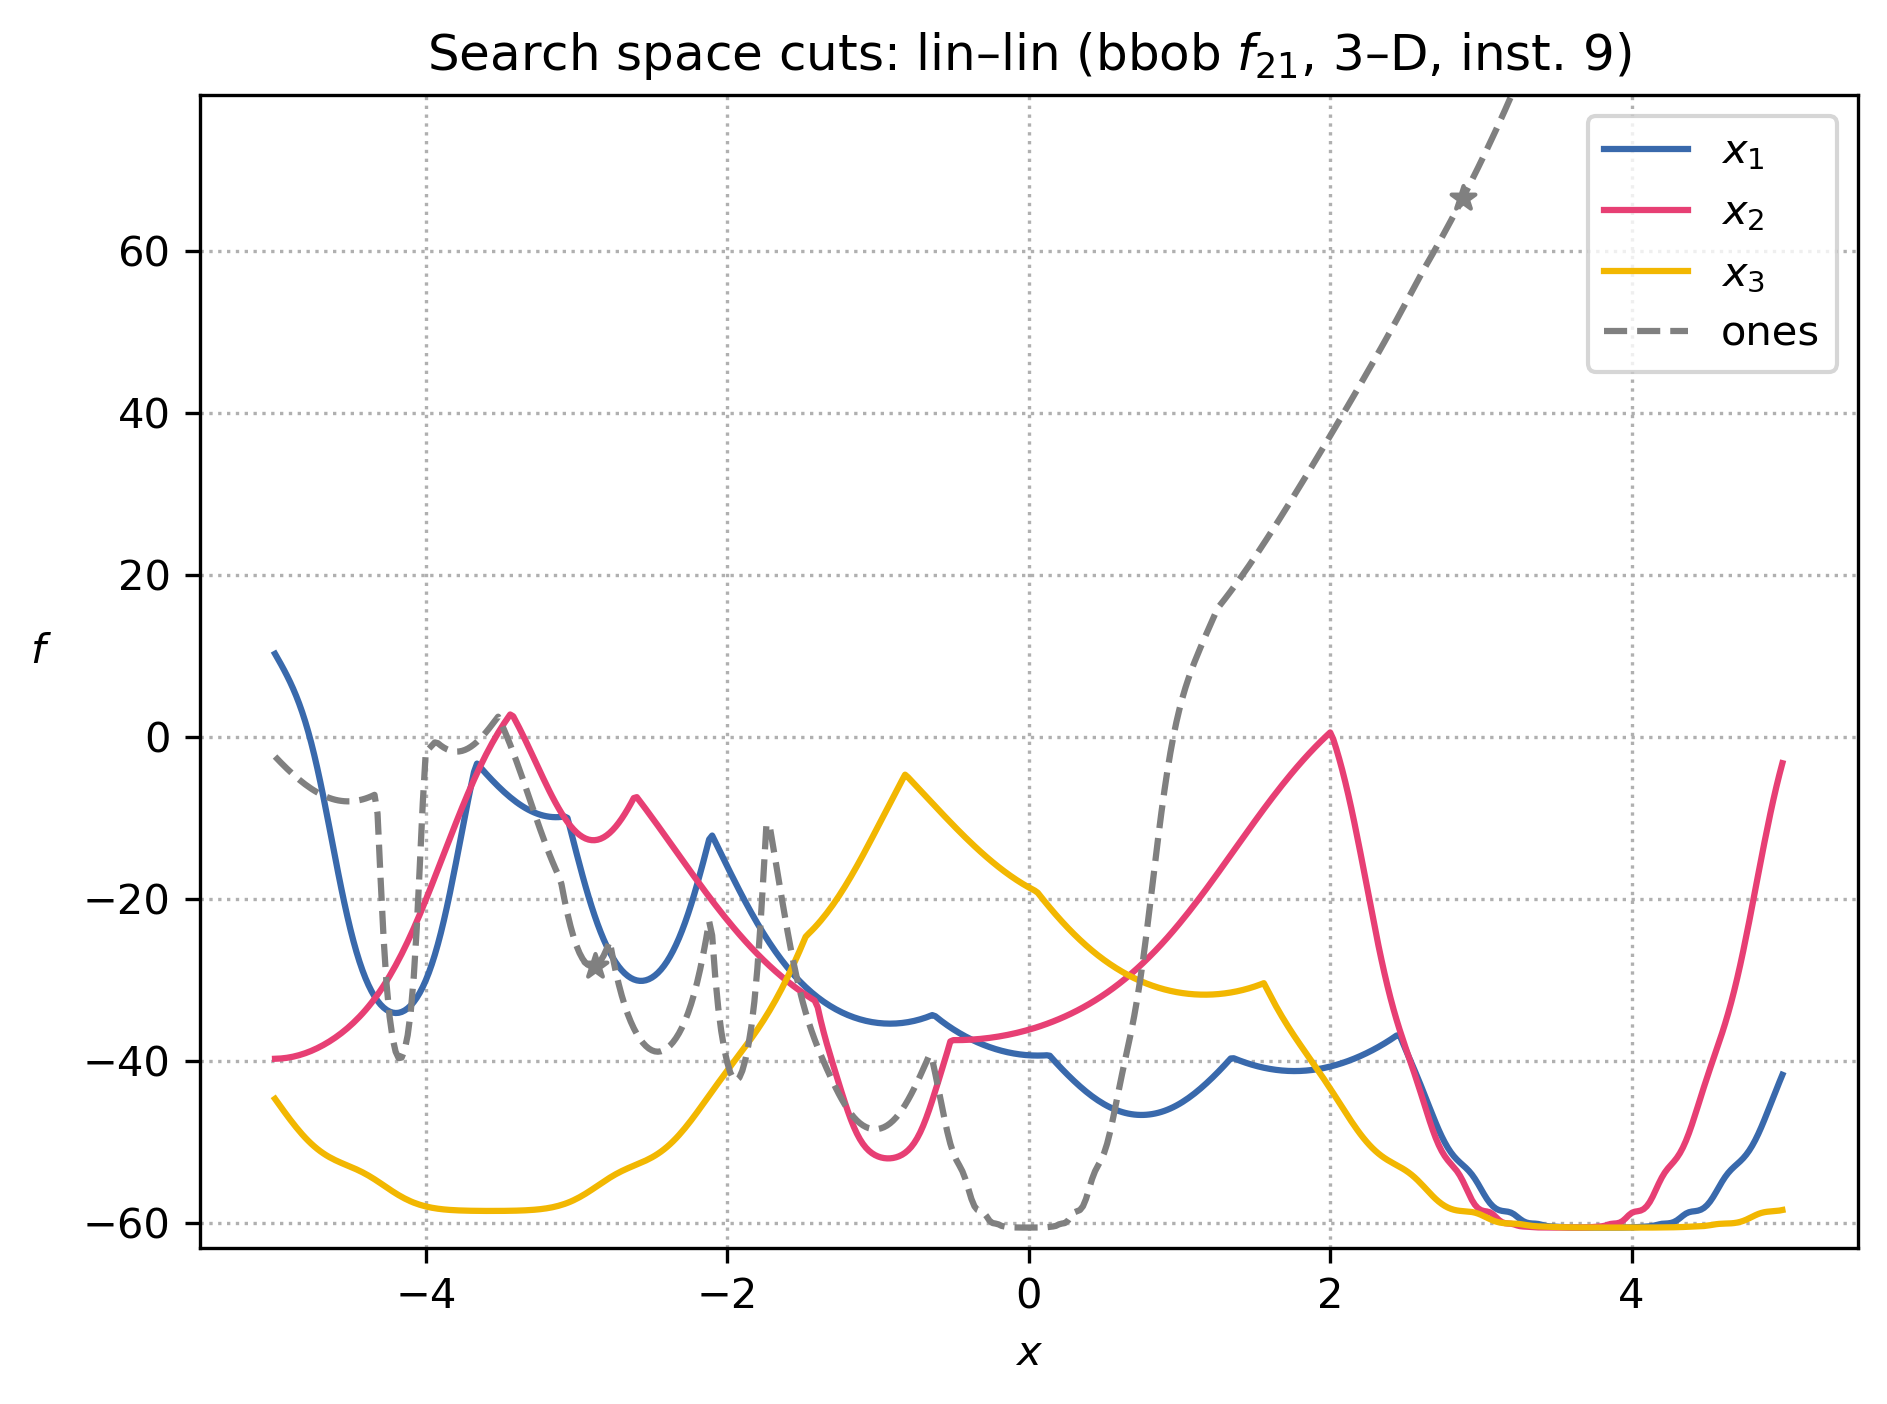 Search space cuts: lin–lin (bbob f21, 3–D, inst. 9)
x1
x2
x3
ones
60
40
20
0
−20
−40
−60
f
−4
−2
0
2
4
x